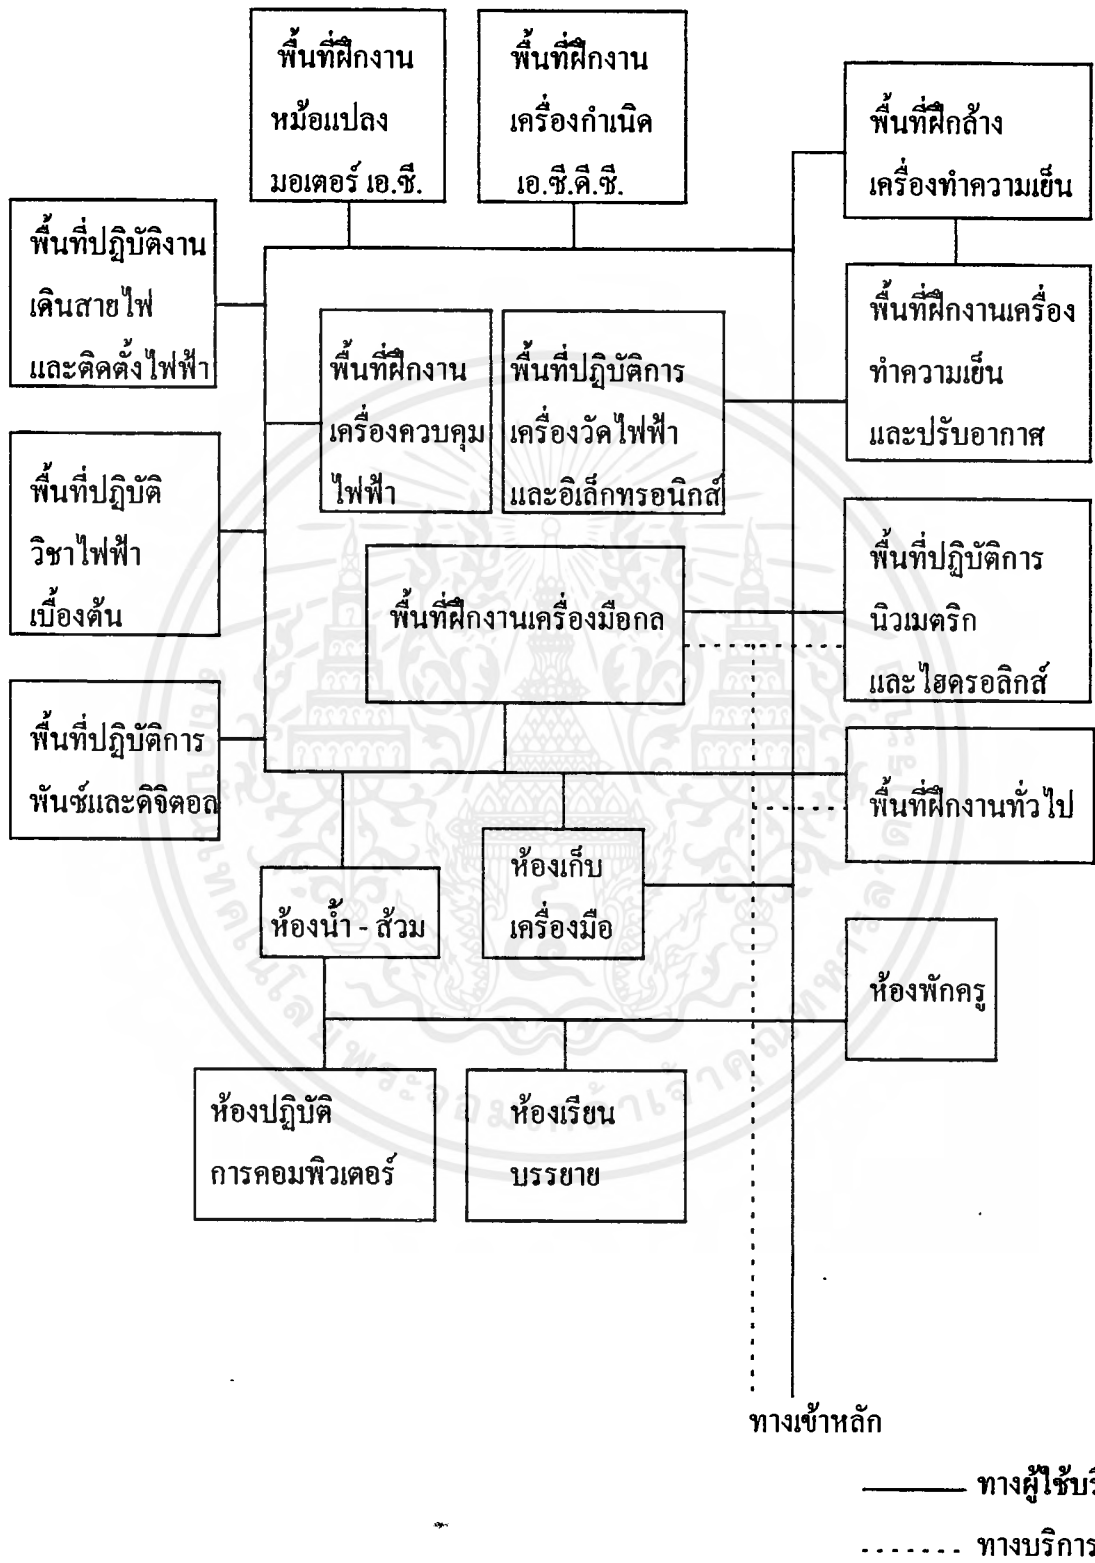 พื้นที่ฝึกงาน
หม้อแปลง
มอเตอร์ เอ.ซี.
พื้นที่ฝึกงาน
เครื่องกำเนิด
เอ.ซี.ดี.ซี.
พื้นที่ฝึกล้าง
เครื่องทำความเย็น
พื้นที่ปฏิบัติงาน
เดินสายไฟ
และติดตั้งไฟฟ้า
พื้นที่ฝึกงาน
เครื่องควบคุม
ไฟฟ้า
พื้นที่ปฏิบัติการ
เครื่องวัดไฟฟ้า
และอิเล็กทรอนิกส์
พื้นที่ฝึกงานเครื่อง
ทำความเย็น
และปรับอากาศ
พื้นที่ปฏิบัติ
วิชาไฟฟ้า
เบื้องต้น
พื้นที่ฝึกงานเครื่องมือกล
พื้นที่ปฏิบัติการ
นิวเมตริก
และไฮดรอลิกส์
พื้นที่ปฏิบัติการ
พันซ์และดิจิตอล
พื้นที่ฝึกงานทั่วไป
ห้องน้ำ - ส้วม
ห้องเก็บ
เครื่องมือ
ห้องพักครู
ห้องปฏิบัติ
การคอมพิวเตอร์
ห้องเรียน
บรรยาย
ทางเข้าหลัก
ทางผู้ใช้บริ
ทางบริการ